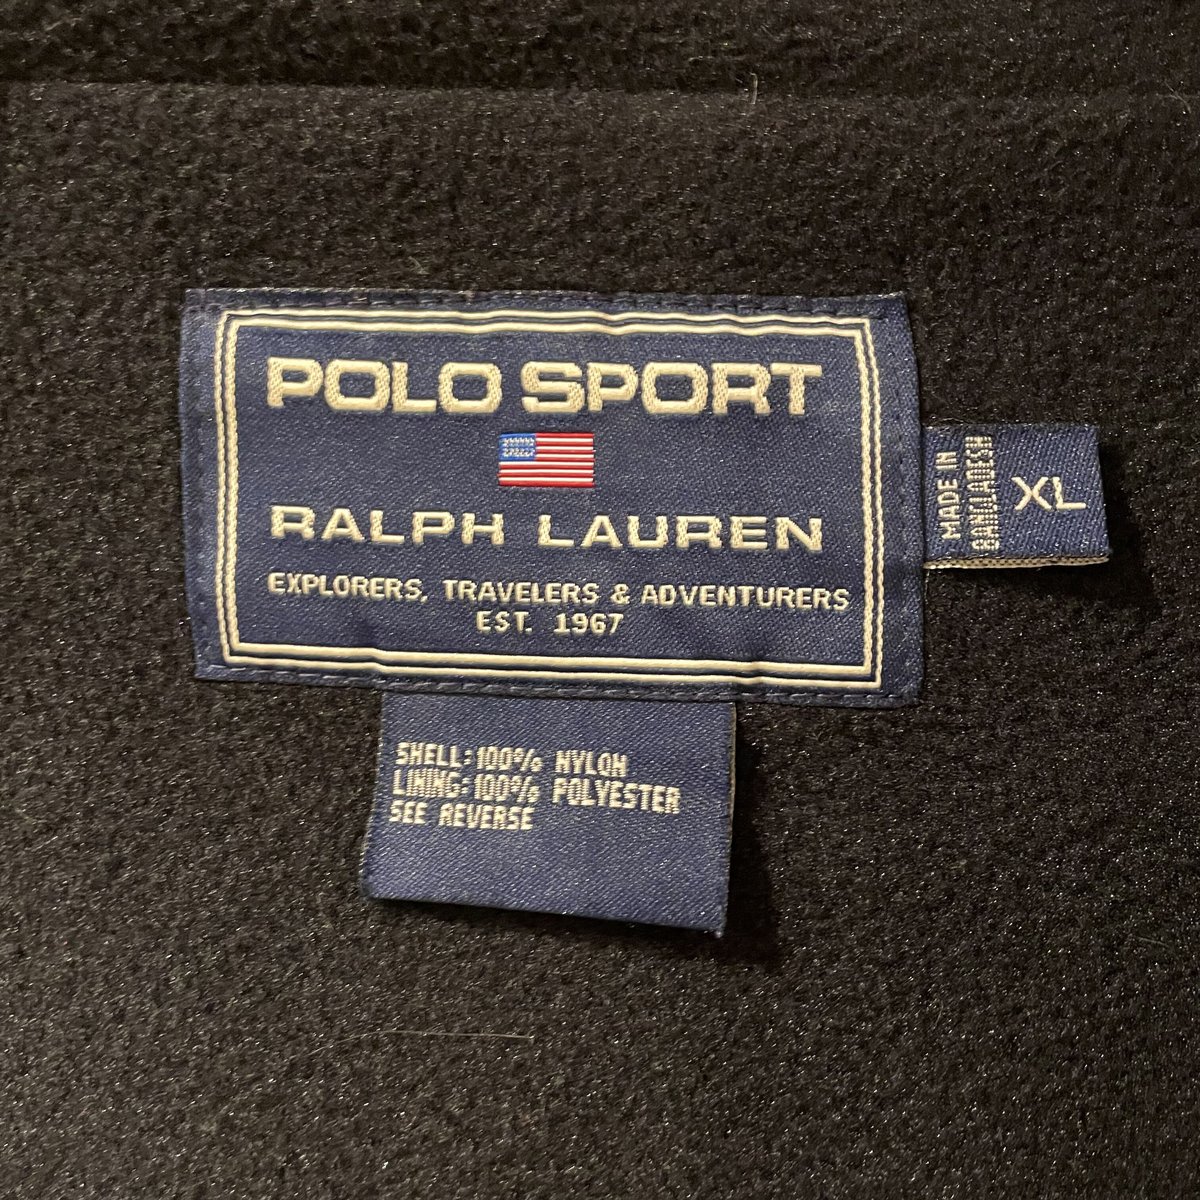 POLO SPORT
RALPH LAUREN
EXPLORERS, TRAVELERS & ADVENTURERS
EST. 1967
MADE IN
BANGLADESH
XL
SHELL: 100% NYLON
LINING: 100% POLYESTER
SEE REVERSE